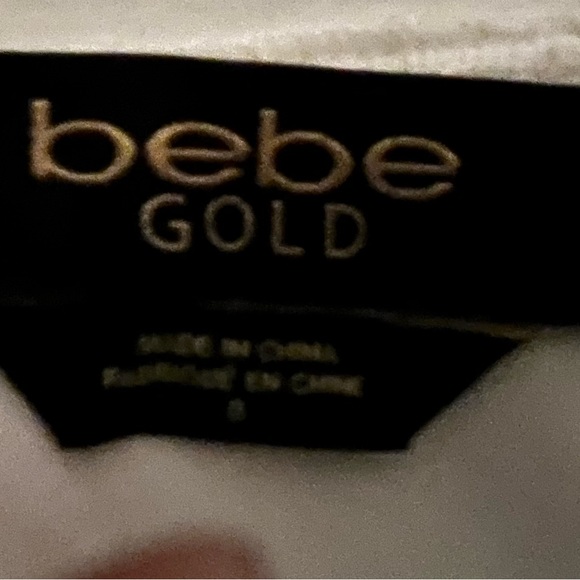 bebe
GOLD
MADE IN CHINA
FABRIQUÉ EN CHINE